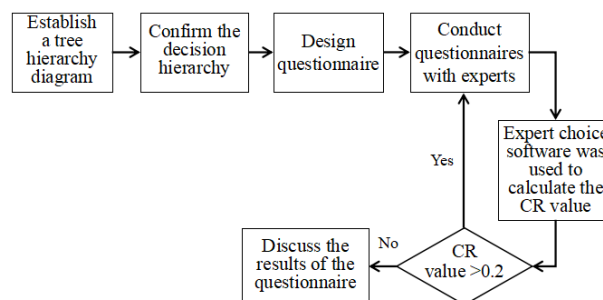 Establish
a tree
hierarchy
diagram
Confirm the
decision
hierarchy
Design
questionnaire
Conduct
questionnaires
with experts
Expert choice
software was
used to
calculate the
CR value
Yes
CR
value >0.2
No
Discuss the
results of the
questionnaire